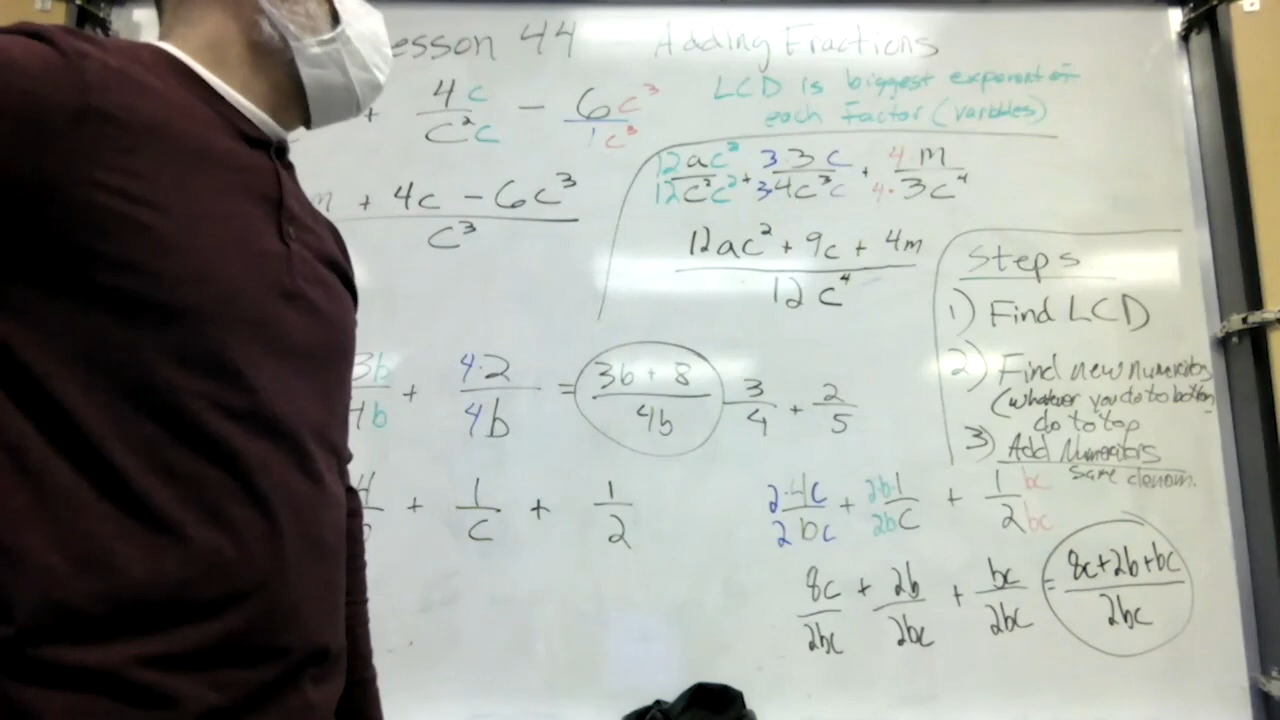 esson 44 Adding Fractions
LCD is biggest exponent of
each Factor (variables)
+ 4c/c²c − 6c³/1c³
m + 4c − 6c³
c³
12ac²/12c²c² + 3·3c/3·4c³c + 4·m/4·3c⁴
12ac² + 9c + 4m
12c⁴
Steps
1) Find LCD
2) Find new numerators
(whatever you do to bottom
do to top
3) Add Numerators
same denom.
3b/4b + 4·2/4b = 3b + 8/4b
3/4 + 2/5
4/b + 1/c + 1/2
2·4c/2bc + 2b·1/2bc + 1bc/2bc
8c/2bc + 2b/2bc + bc/2bc = 8c+2b+bc/2bc